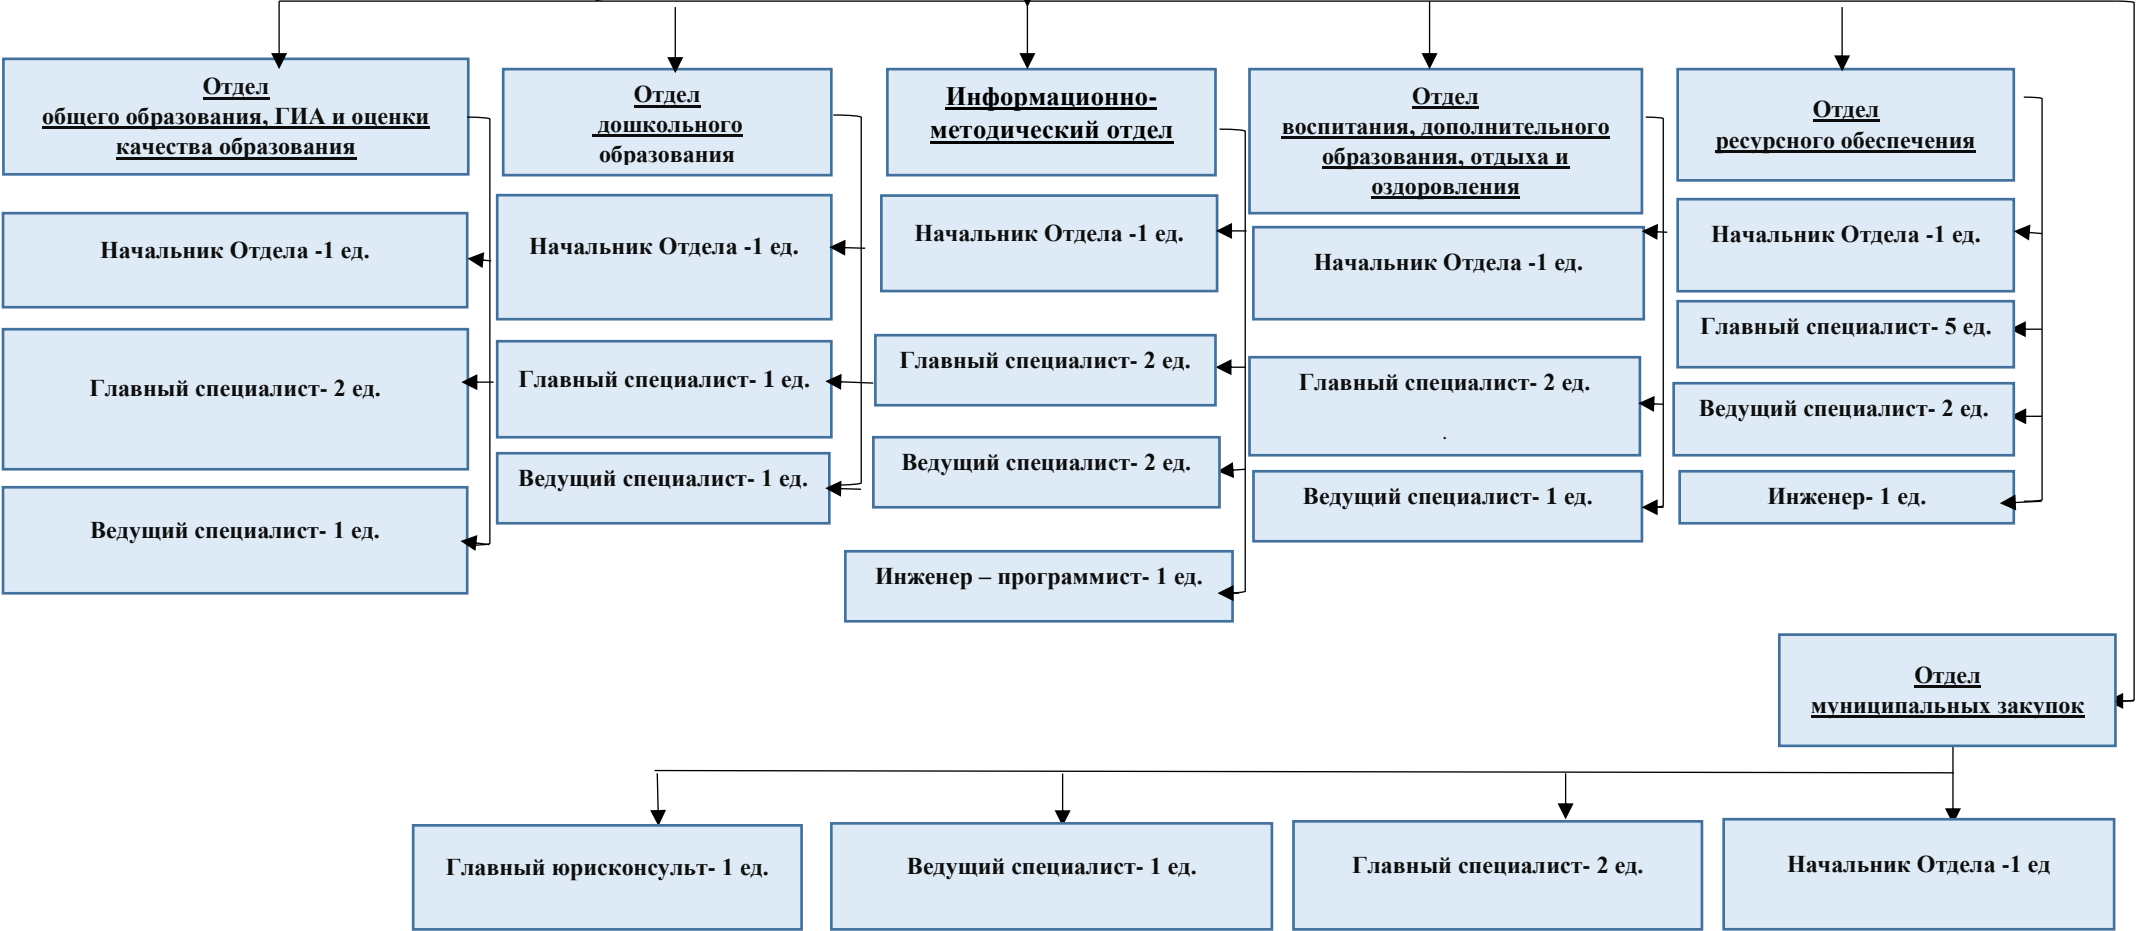 Отдел
общего образования, ГИА и оценки
качества образования
Начальник Отдела -1 ед.
Главный специалист- 2 ед.
Ведущий специалист- 1 ед.
Отдел
дошкольного
образования
Начальник Отдела -1 ед.
Главный специалист- 1 ед.
Ведущий специалист- 1 ед.
Информационно-
методический отдел
Начальник Отдела -1 ед.
Главный специалист- 2 ед.
Ведущий специалист- 2 ед.
Инженер – программист- 1 ед.
Отдел
воспитания, дополнительного
образования, отдыха и
оздоровления
Начальник Отдела -1 ед.
Главный специалист- 2 ед.
.
Ведущий специалист- 1 ед.
Отдел
ресурсного обеспечения
Начальник Отдела -1 ед.
Главный специалист- 5 ед.
Ведущий специалист- 2 ед.
Инженер- 1 ед.
Отдел
муниципальных закупок
Главный юрисконсульт- 1 ед.
Ведущий специалист- 1 ед.
Главный специалист- 2 ед.
Начальник Отдела -1 ед